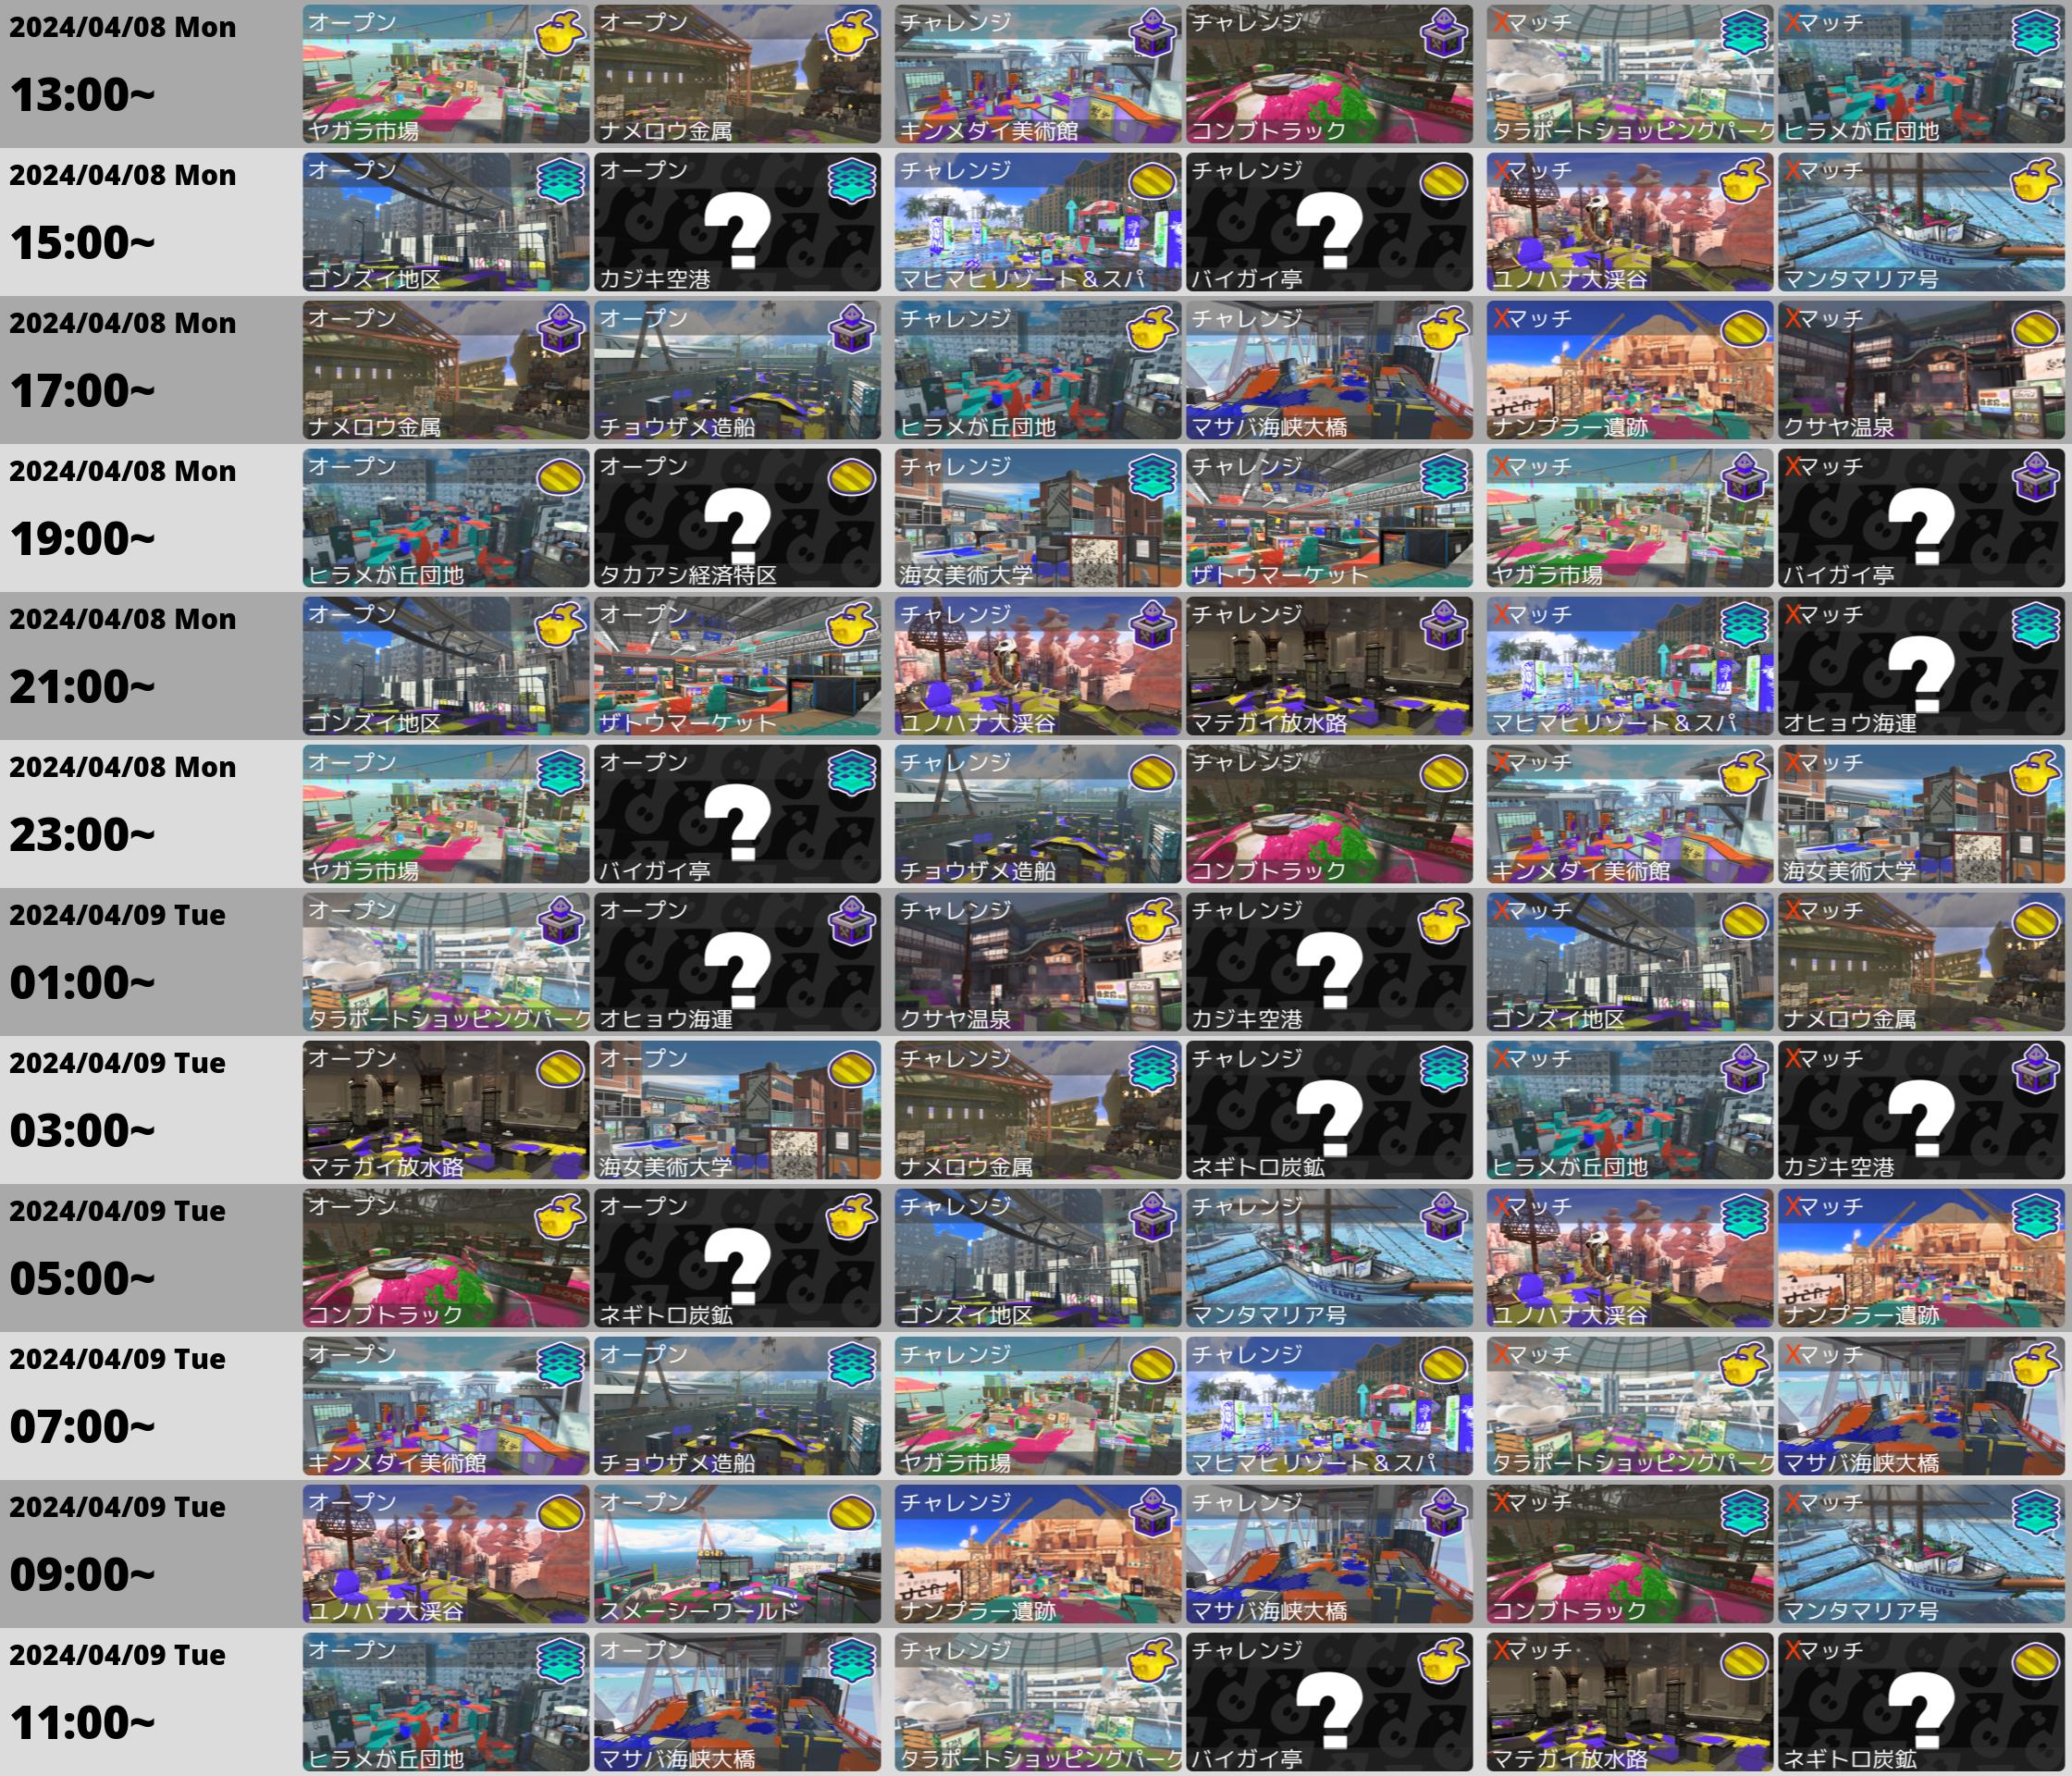 2024/04/08 Mon
13:00~
オープン
ヤガラ市場
オープン
ナメロウ金属
チャレンジ
キンメダイ美術館
チャレンジ
コンブトラック
Xマッチ
タラポートショッピングパーク
Xマッチ
ヒラメが丘団地
2024/04/08 Mon
15:00~
オープン
ゴンズイ地区
オープン
?
カジキ空港
チャレンジ
マヒマヒリゾート&スパ
チャレンジ
?
バイガイ亭
Xマッチ
ユノハナ大渓谷
Xマッチ
マンタマリア号
2024/04/08 Mon
17:00~
オープン
ナメロウ金属
オープン
チョウザメ造船
チャレンジ
ヒラメが丘団地
チャレンジ
マサバ海峡大橋
Xマッチ
ナンプラー遺跡
Xマッチ
クサヤ温泉
2024/04/08 Mon
19:00~
オープン
ヒラメが丘団地
オープン
?
タカアシ経済特区
チャレンジ
海女美術大学
チャレンジ
ザトウマーケット
Xマッチ
ヤガラ市場
Xマッチ
?
バイガイ亭
2024/04/08 Mon
21:00~
オープン
ゴンズイ地区
オープン
ザトウマーケット
チャレンジ
ユノハナ大渓谷
チャレンジ
マテガイ放水路
Xマッチ
マヒマヒリゾート&スパ
Xマッチ
?
オヒョウ海運
2024/04/08 Mon
23:00~
オープン
ヤガラ市場
オープン
?
バイガイ亭
チャレンジ
チョウザメ造船
チャレンジ
コンブトラック
Xマッチ
キンメダイ美術館
Xマッチ
海女美術大学
2024/04/09 Tue
01:00~
オープン
タラポートショッピングパーク
オープン
?
オヒョウ海運
チャレンジ
クサヤ温泉
チャレンジ
?
カジキ空港
Xマッチ
ゴンズイ地区
Xマッチ
ナメロウ金属
2024/04/09 Tue
03:00~
オープン
マテガイ放水路
オープン
海女美術大学
チャレンジ
ナメロウ金属
チャレンジ
?
ネギトロ炭鉱
Xマッチ
ヒラメが丘団地
Xマッチ
?
カジキ空港
2024/04/09 Tue
05:00~
オープン
コンブトラック
オープン
?
ネギトロ炭鉱
チャレンジ
ゴンズイ地区
チャレンジ
マンタマリア号
Xマッチ
ユノハナ大渓谷
Xマッチ
ナンプラー遺跡
2024/04/09 Tue
07:00~
オープン
キンメダイ美術館
オープン
チョウザメ造船
チャレンジ
ヤガラ市場
チャレンジ
マヒマヒリゾート&スパ
Xマッチ
タラポートショッピングパーク
Xマッチ
マサバ海峡大橋
2024/04/09 Tue
09:00~
オープン
ユノハナ大渓谷
オープン
スメーシーワールド
チャレンジ
ナンプラー遺跡
チャレンジ
マサバ海峡大橋
Xマッチ
コンブトラック
Xマッチ
マンタマリア号
2024/04/09 Tue
11:00~
オープン
ヒラメが丘団地
オープン
マサバ海峡大橋
チャレンジ
タラポートショッピングパーク
チャレンジ
?
バイガイ亭
Xマッチ
マテガイ放水路
Xマッチ
?
ネギトロ炭鉱